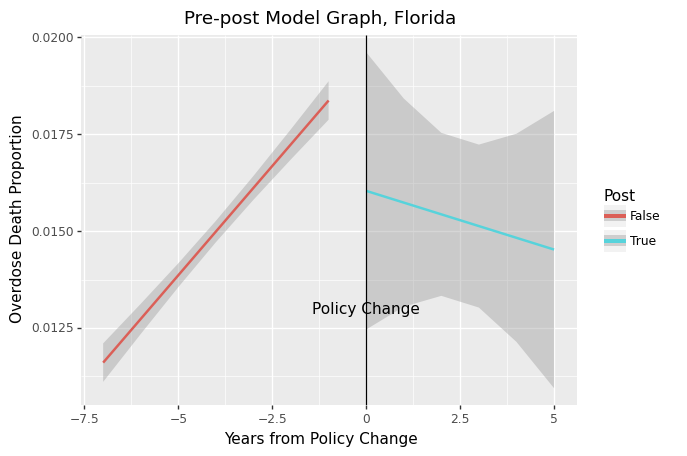 Pre-post Model Graph, Florida
0.0200
0.0175
0.0150
0.0125
Overdose Death Proportion
Policy Change
−7.5
−5
−2.5
0
2.5
5
Years from Policy Change
Post
False
True